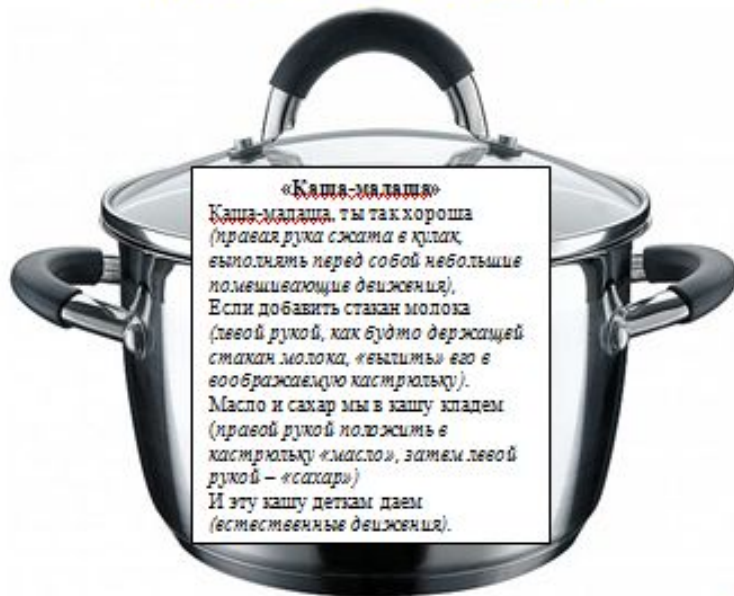 «Каша-малаша»
Каша-малаша, ты так хороша
(правая рука сжата в кулак,
выполнять перед собой небольшие
помешивающие движения),
Если добавить стакан молока
(левой рукой, как будто держащей
стакан молока, «вылить» его в
воображаемую кастрюльку).
Масло и сахар мы в кашу кладем
(правой рукой положить в
кастрюльку «масло», затем левой
рукой – «сахар»)
И эту кашу деткам даем
(естественные движения).